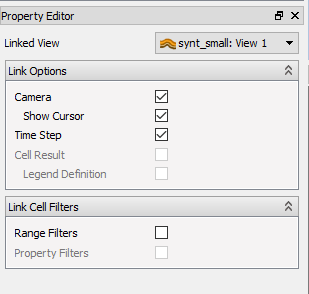 Property Editor
Linked View synt_small: View 1
Link Options
Camera
Show Cursor
Time Step
Cell Result
Legend Definition
Link Cell Filters
Range Filters
Property Filters